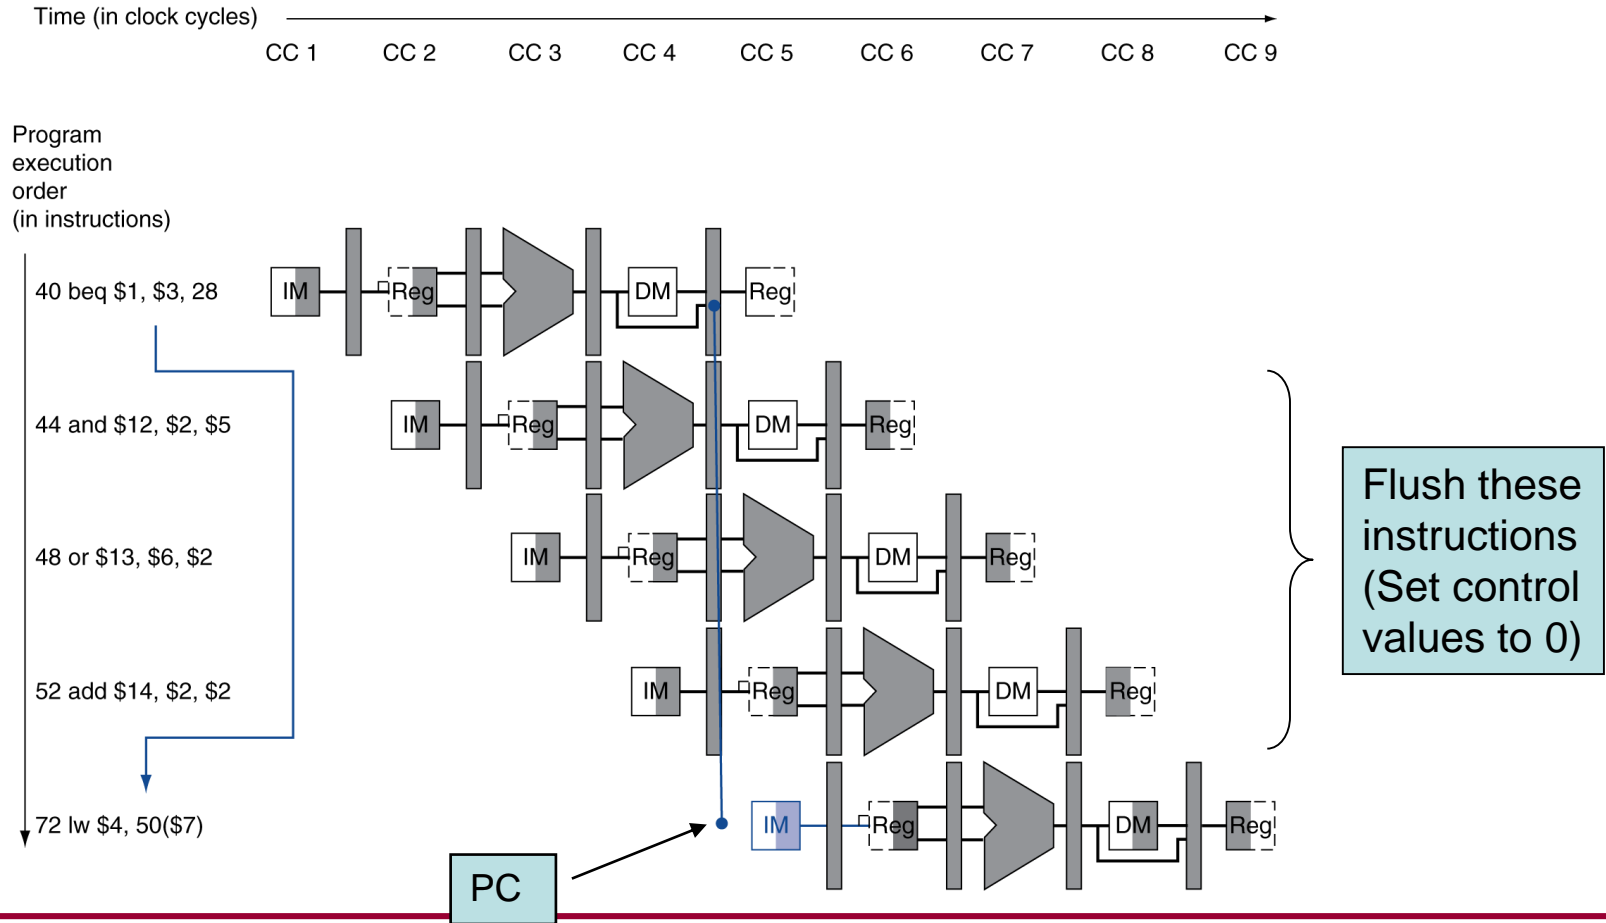 Time (in clock cycles)
CC 1 CC 2 CC 3 CC 4 CC 5 CC 6 CC 7 CC 8 CC 9
Program
execution
order
(in instructions)
40 beq $1, $3, 28
IM Reg DM Reg
44 and $12, $2, $5
IM Reg DM Reg
48 or $13, $6, $2
IM Reg DM Reg
52 add $14, $2, $2
IM Reg DM Reg
72 lw $4, 50($7)
IM Reg DM Reg
Flush these
instructions
(Set control
values to 0)
PC